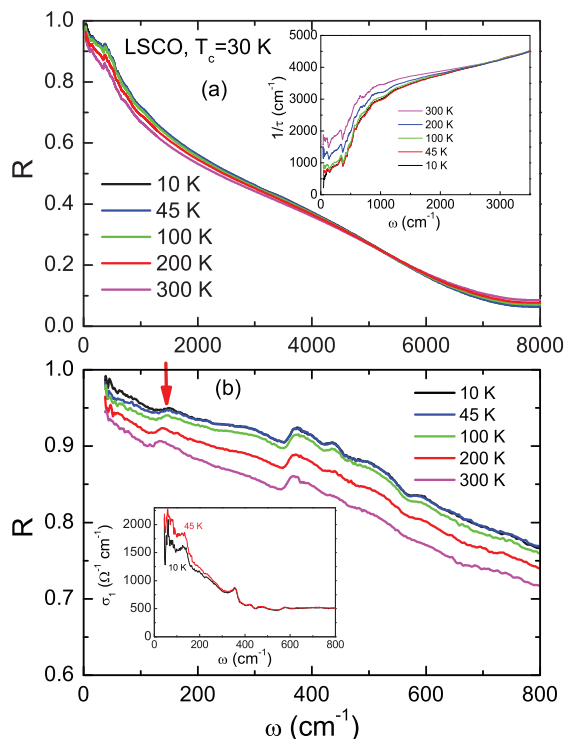 LSCO, T_c=30 K
(a)
R
1.0
0.8
0.6
0.4
0.2
0.0
0 2000 4000 6000 8000
10 K
45 K
100 K
200 K
300 K
1/τ (cm⁻¹)
5000
4000
3000
2000
1000
0
0 1000 2000 3000
ω (cm⁻¹)
300 K
200 K
100 K
45 K
10 K
(b)
R
1.0
0.9
0.8
0.7
0.6
0 200 400 600 800
ω (cm⁻¹)
10 K
45 K
100 K
200 K
300 K
σ₁ (Ω⁻¹ cm⁻¹)
2000
1500
1000
500
0
0 200 400 600 800
ω (cm⁻¹)
45 K
10 K